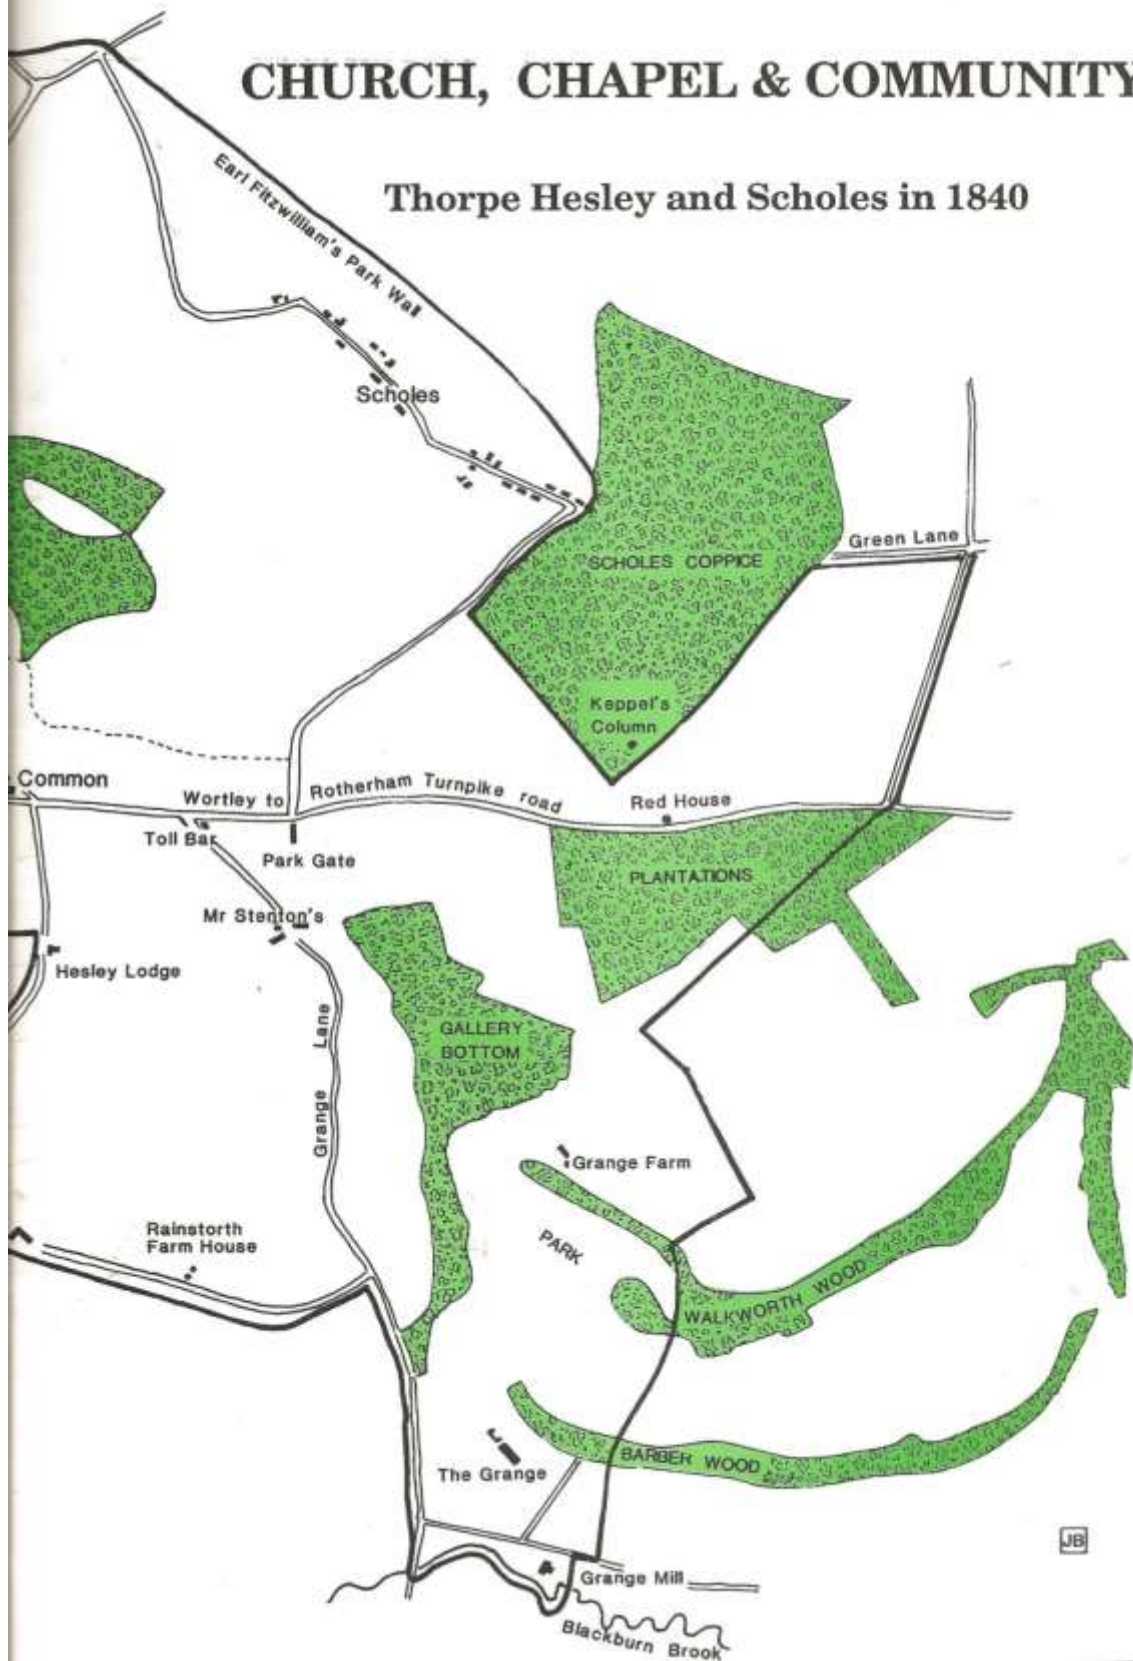 CHURCH, CHAPEL & COMMUNITY
Thorpe Hesley and Scholes in 1840
Earl Fitzwilliam's Park Wall
Scholes
Green Lane
SCHOLES COPPICE
Keppel's
Column
Common
Wortley to
Rotherham Turnpike road
Red House
Toll Bar
Park Gate
PLANTATIONS
Mr Stenton's
Hesley Lodge
Grange Lane
GALLERY
BOTTOM
Grange Farm
Rainstorth
Farm House
PARK
WALKWORTH WOOD
BARBER WOOD
The Grange
JB
Grange Mill
Blackburn Brook